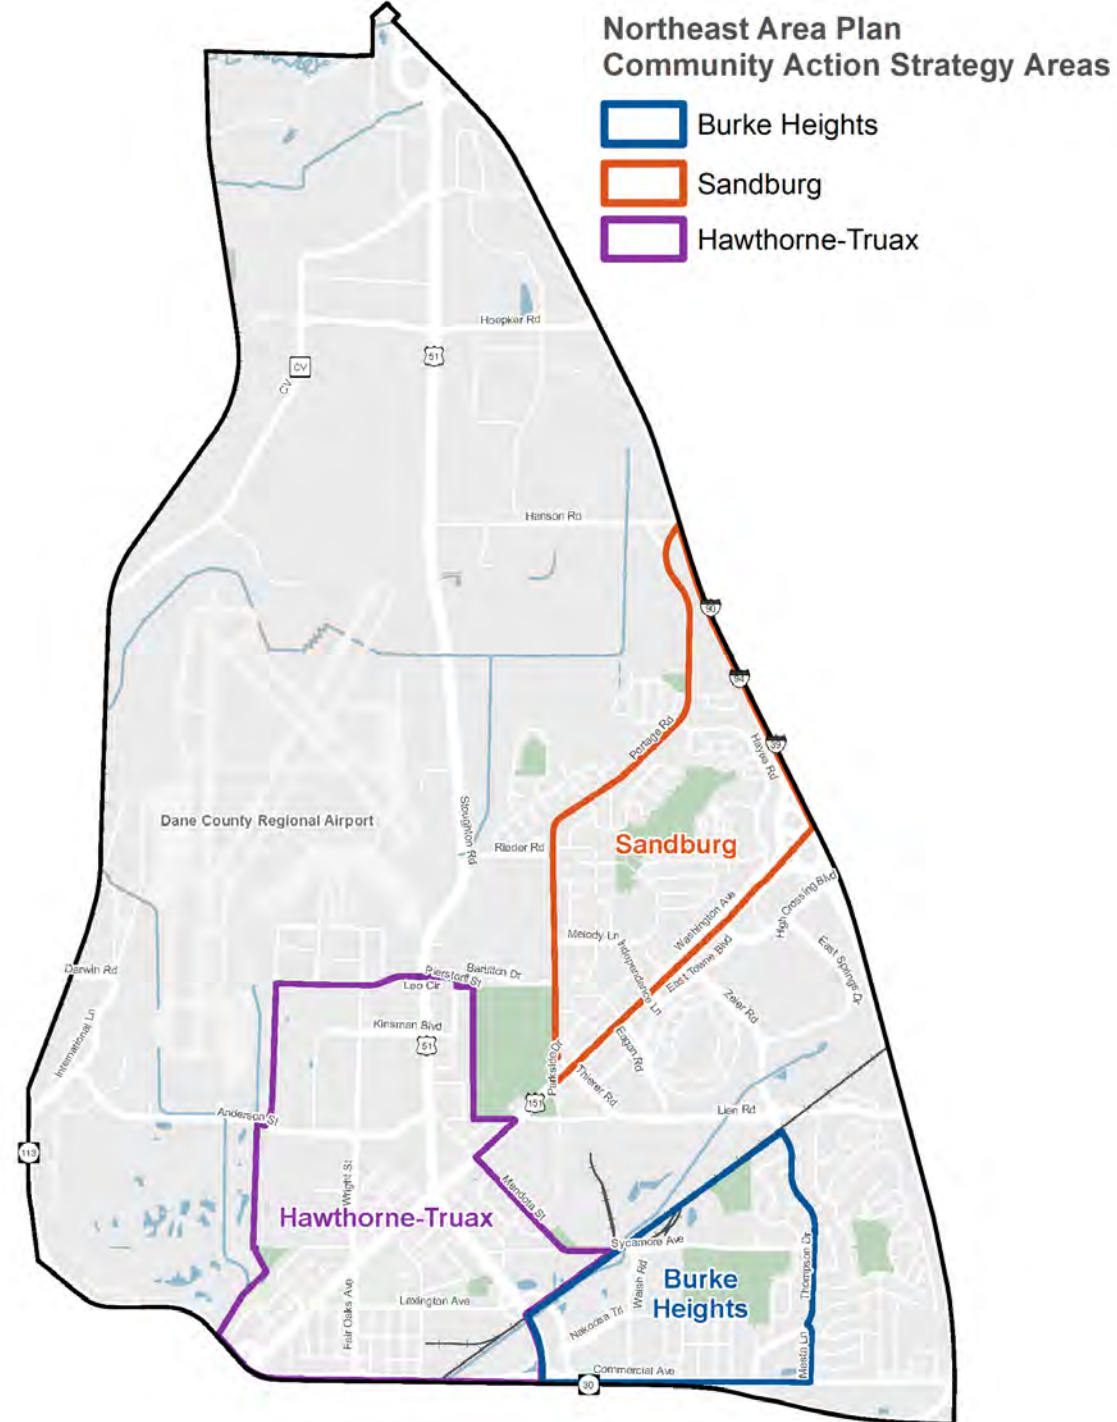 Northeast Area Plan
Community Action Strategy Areas
Burke Heights
Sandburg
Hawthorne-Truax
Hoepker Rd
51
CV
CV
Hanson Rd
90
94
39
Portage Rd
Hayes Rd
Dane County Regional Airport
Stoughton Rd
Rieder Rd
Sandburg
Washington Ave
High Crossing Blvd
Melody Ln
Independence Ln
East Towne Blvd
East Springs Dr
Darwin Rd
Bartillon Dr
Pierstorff St
Leo Cir
Zeier Rd
International Ln
Kinsman Blvd
51
Eagan Rd
Parkside Dr
Thierer Rd
151
Lien Rd
Anderson St
113
Wright St
Mendota St
Hawthorne-Truax
Sycamore Ave
Thompson Dr
Walsh Rd
Burke
Heights
Fair Oaks Ave
Lexington Ave
Nakoosa Trl
Mesta Ln
Commercial Ave
30